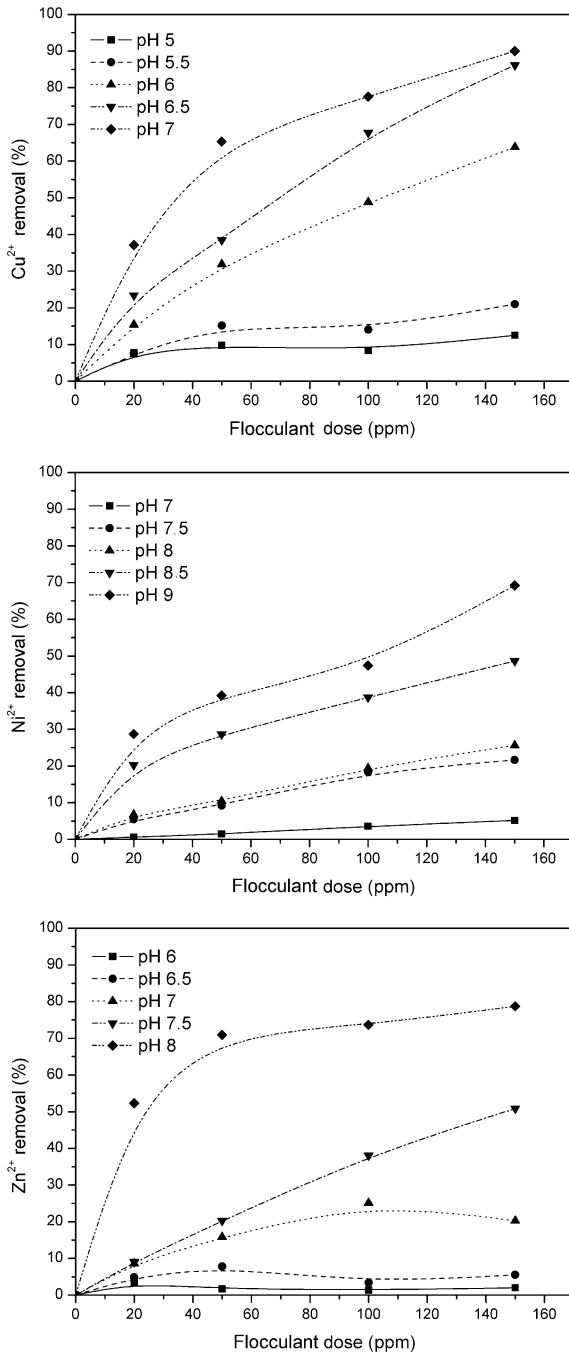 100
90
80
70
60
50
40
30
20
10
0
Cu²⁺ removal (%)
pH 5
pH 5.5
pH 6
pH 6.5
pH 7
0 20 40 60 80 100 120 140 160
Flocculant dose (ppm)
100
90
80
70
60
50
40
30
20
10
0
Ni²⁺ removal (%)
pH 7
pH 7.5
pH 8
pH 8.5
pH 9
0 20 40 60 80 100 120 140 160
Flocculant dose (ppm)
100
90
80
70
60
50
40
30
20
10
0
Zn²⁺ removal (%)
pH 6
pH 6.5
pH 7
pH 7.5
pH 8
0 20 40 60 80 100 120 140 160
Flocculant dose (ppm)